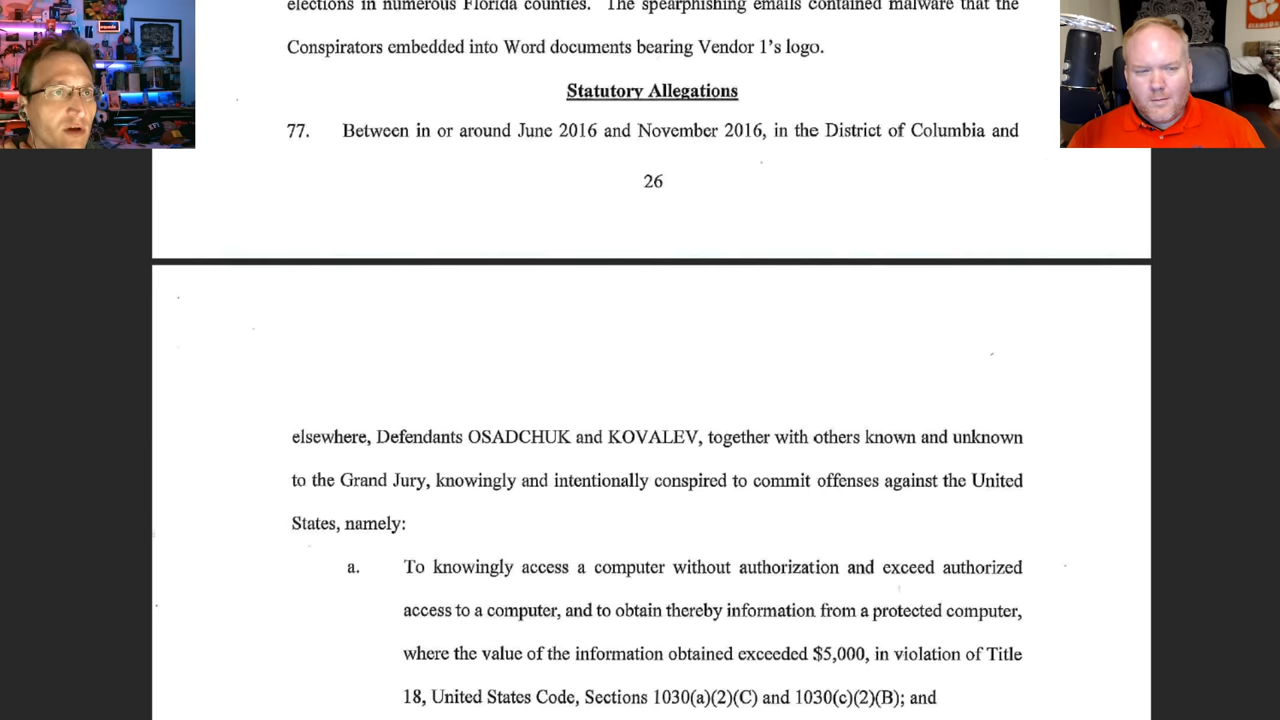 elections in numerous Florida counties. The spearphishing emails contained malware that the
Conspirators embedded into Word documents bearing Vendor 1's logo.
Statutory Allegations
77. Between in or around June 2016 and November 2016, in the District of Columbia and
26
elsewhere, Defendants OSADCHUK and KOVALEV, together with others known and unknown
to the Grand Jury, knowingly and intentionally conspired to commit offenses against the United
States, namely:
a. To knowingly access a computer without authorization and exceed authorized
access to a computer, and to obtain thereby information from a protected computer,
where the value of the information obtained exceeded $5,000, in violation of Title
18, United States Code, Sections 1030(a)(2)(C) and 1030(c)(2)(B); and